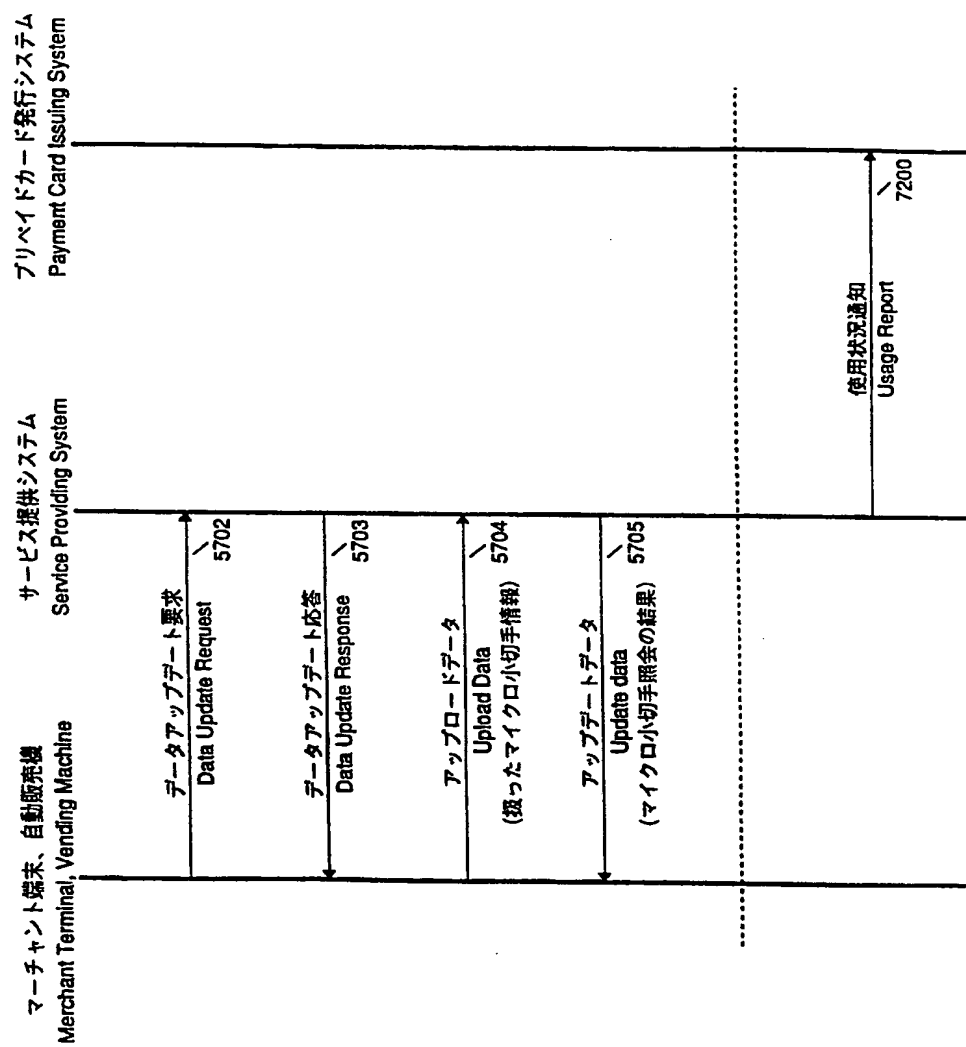 マーチャント端末、自動販売機
Merchant Terminal, Vending Machine
サービス提供システム
Service Providing System
プリペイドカード発行システム
Payment Card Issuing System
データアップデート要求
Data Update Request
5702
データアップデート応答
Data Update Response
5703
アップロードデータ
Upload Data
(扱ったマイクロ小切手情報)
5704
アップデートデータ
Update data
(マイクロ小切手照会の結果)
5705
使用状況通知
Usage Report
7200